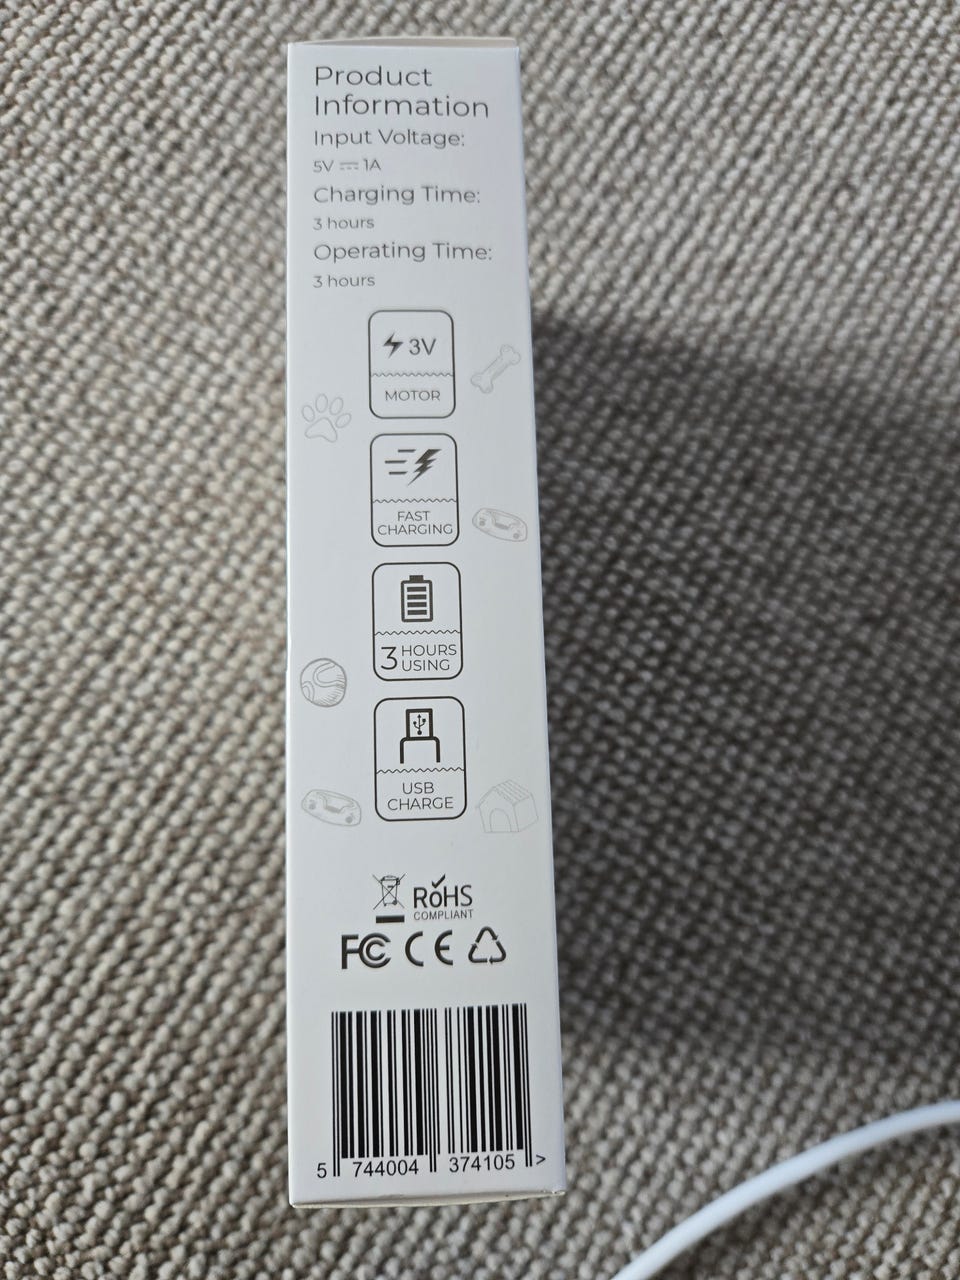 Product
Information
Input Voltage:
5V ⎓ 1A
Charging Time:
3 hours
Operating Time:
3 hours
3V
MOTOR
FAST
CHARGING
3 HOURS
USING
USB
CHARGE
RoHS
COMPLIANT
FC CE
5 744004 374105 >